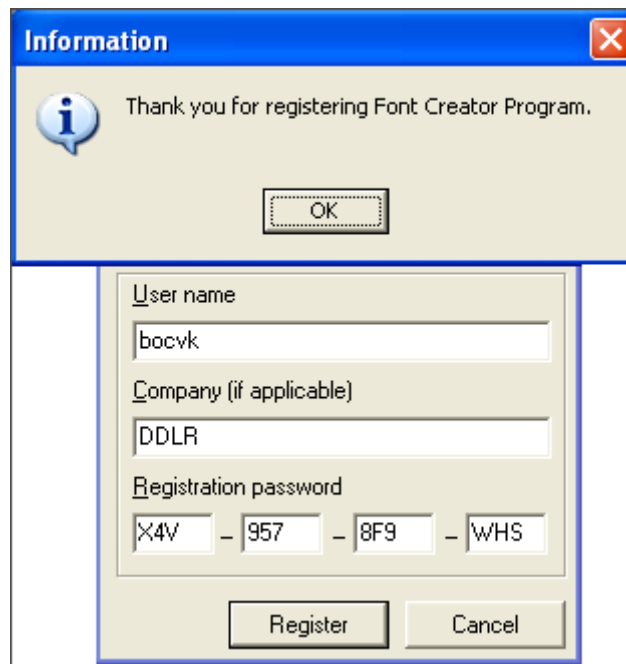 Information
Thank you for registering Font Creator Program.
OK
User name
bocvk
Company (if applicable)
DDLR
Registration password
X4V – 957 – 8F9 – WHS
Register Cancel